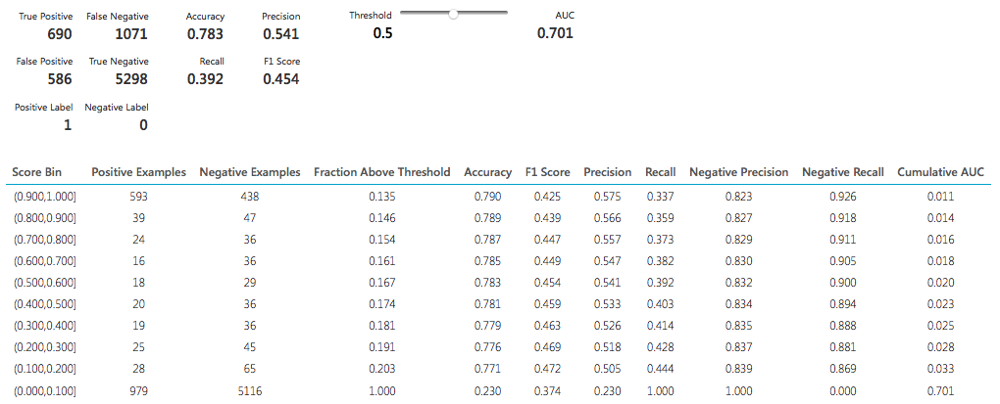 True Positive False Negative Accuracy Precision Threshold AUC
690 1071 0.783 0.541 0.5 0.701
False Positive True Negative Recall F1 Score
586 5298 0.392 0.454
Positive Label Negative Label
1 0
Score Bin Positive Examples Negative Examples Fraction Above Threshold Accuracy F1 Score Precision Recall Negative Precision Negative Recall Cumulative AUC
(0.900,1.000] 593 438 0.135 0.790 0.425 0.575 0.337 0.823 0.926 0.011
(0.800,0.900] 39 47 0.146 0.789 0.439 0.566 0.359 0.827 0.918 0.014
(0.700,0.800] 24 36 0.154 0.787 0.447 0.557 0.373 0.829 0.911 0.016
(0.600,0.700] 16 36 0.161 0.785 0.449 0.547 0.382 0.830 0.905 0.018
(0.500,0.600] 18 29 0.167 0.783 0.454 0.541 0.392 0.832 0.900 0.020
(0.400,0.500] 20 36 0.174 0.781 0.459 0.533 0.403 0.834 0.894 0.023
(0.300,0.400] 19 36 0.181 0.779 0.463 0.526 0.414 0.835 0.888 0.025
(0.200,0.300] 25 45 0.191 0.776 0.469 0.518 0.428 0.837 0.881 0.028
(0.100,0.200] 28 65 0.203 0.771 0.472 0.505 0.444 0.839 0.869 0.033
(0.000,0.100] 979 5116 1.000 0.230 0.374 0.230 1.000 1.000 0.000 0.701